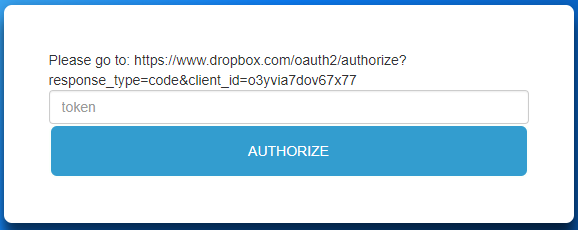 Please go to: https://www.dropbox.com/oauth2/authorize?
response_type=code&client_id=o3yvia7dov67x77
token
AUTHORIZE